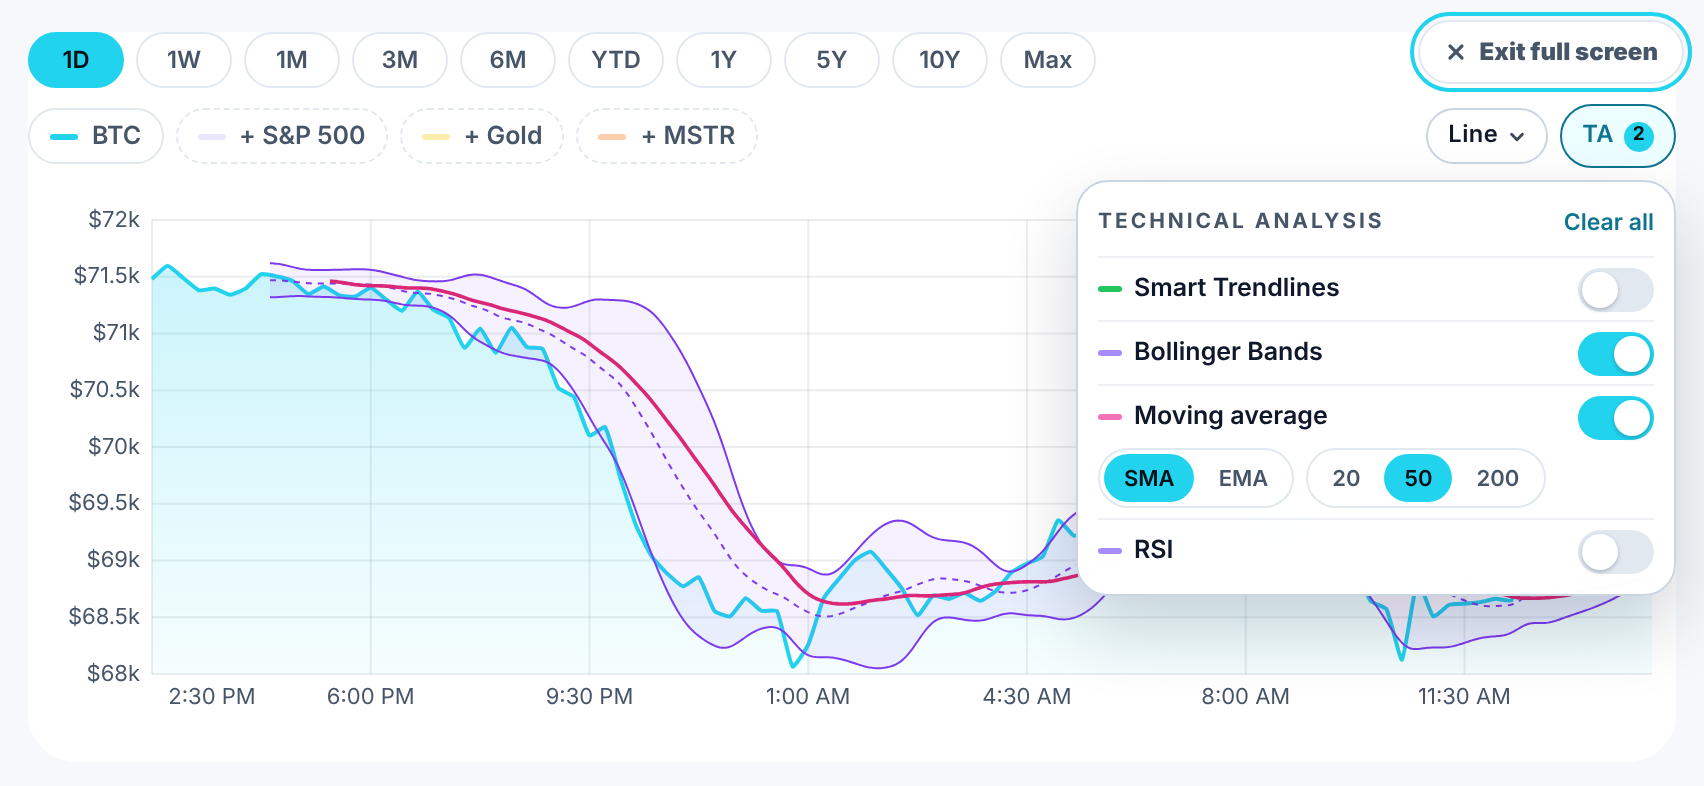 1D 1W 1M 3M 6M YTD 1Y 5Y 10Y Max × Exit full screen
BTC + S&P 500 + Gold + MSTR Line TA 2
TECHNICAL ANALYSIS Clear all
Smart Trendlines
Bollinger Bands
Moving average
SMA EMA 20 50 200
RSI
$72k
$71.5k
$71k
$70.5k
$70k
$69.5k
$69k
$68.5k
$68k
2:30 PM 6:00 PM 9:30 PM 1:00 AM 4:30 AM 8:00 AM 11:30 AM